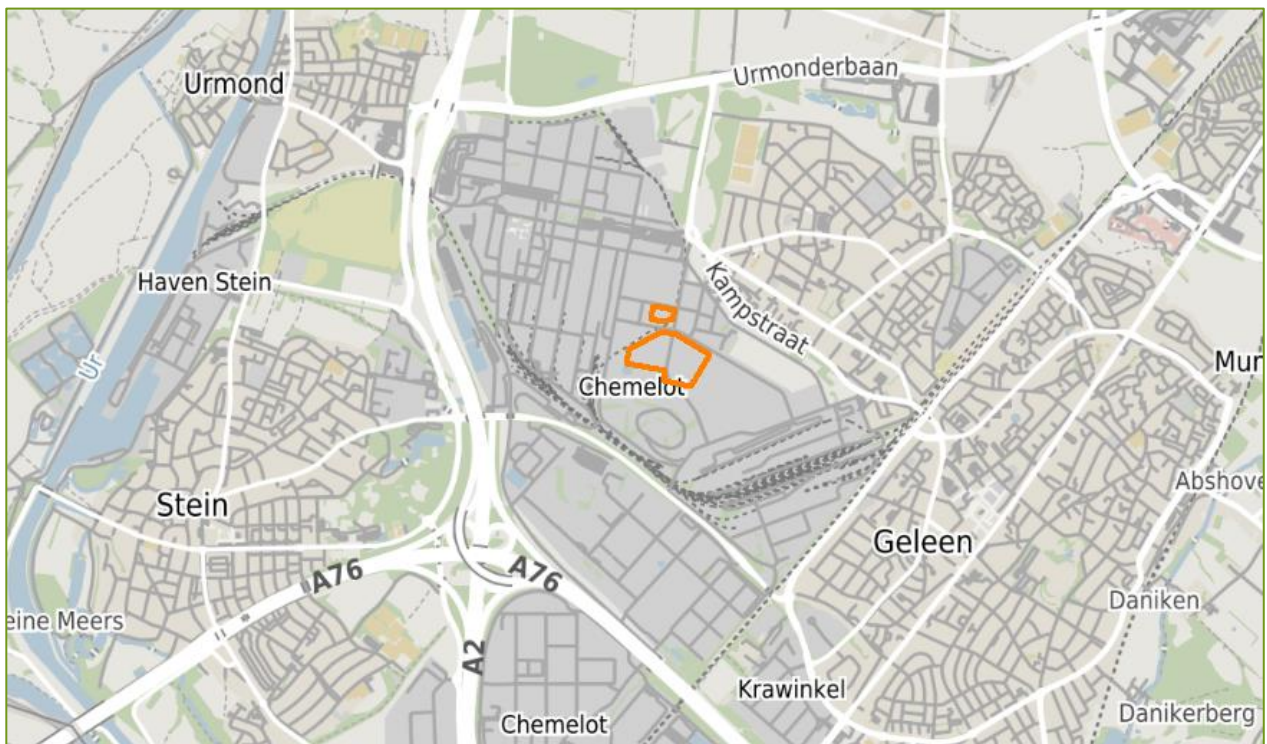 Urmond
Urmonderbaan
Haven Stein
Kampstraat
Ur
Chemelot
Mun
Stein
Abshove
Geleen
A76
A76
Daniken
eine Meers
A2
Krawinkel
Chemelot
Danikerberg